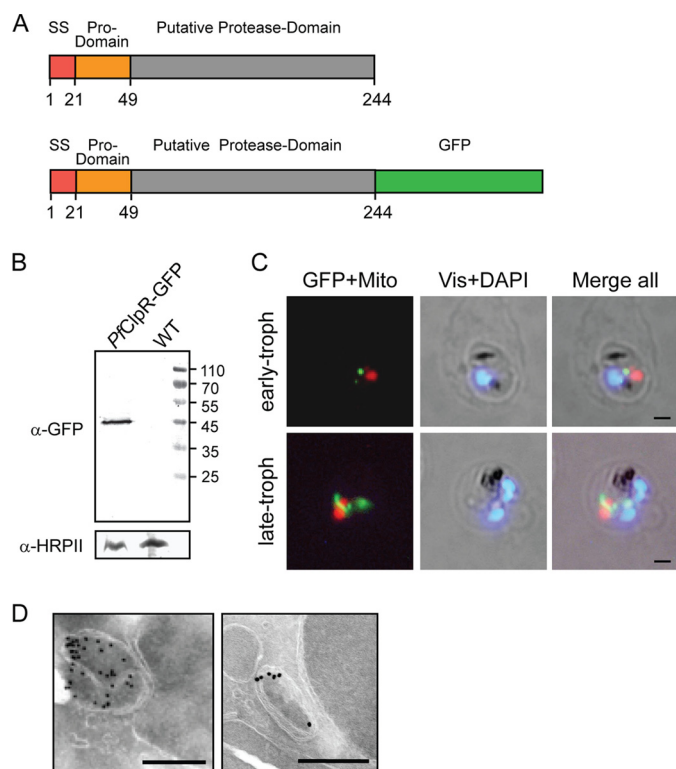 A
SS Pro-Domain Putative Protease-Domain
1 21 49 244
SS Pro-Domain Putative Protease-Domain GFP
1 21 49 244
B
PfClpR-GFP WT
110
70
55
α-GFP 45
35
25
α-HRPII
C
GFP+Mito Vis+DAPI Merge all
early-troph
late-troph
D